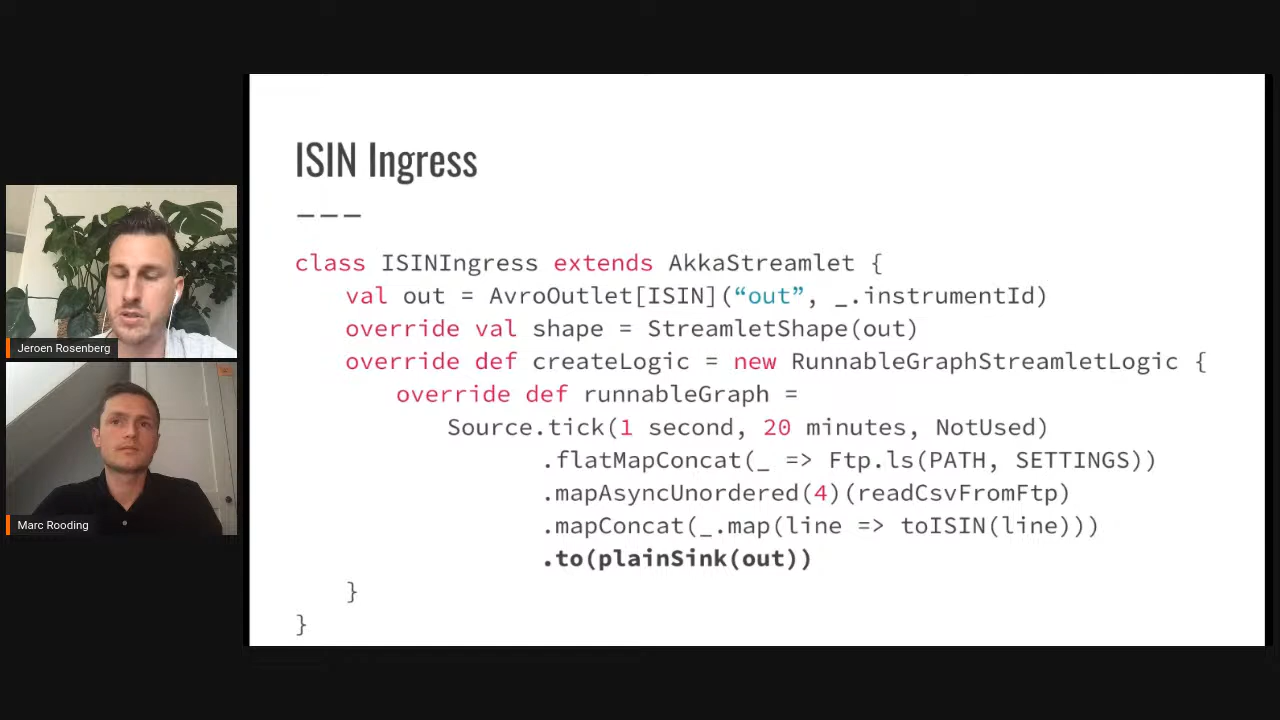 ISIN Ingress
———
class ISINIngress extends AkkaStreamlet {
val out = AvroOutlet[ISIN](“out”, _.instrumentId)
override val shape = StreamletShape(out)
override def createLogic = new RunnableGraphStreamletLogic {
override def runnableGraph =
Source.tick(1 second, 20 minutes, NotUsed)
.flatMapConcat(_ => Ftp.ls(PATH, SETTINGS))
.mapAsyncUnordered(4)(readCsvFromFtp)
.mapConcat(_.map(line => toISIN(line)))
.to(plainSink(out))
}
}
Jeroen Rosenberg
Marc Rooding